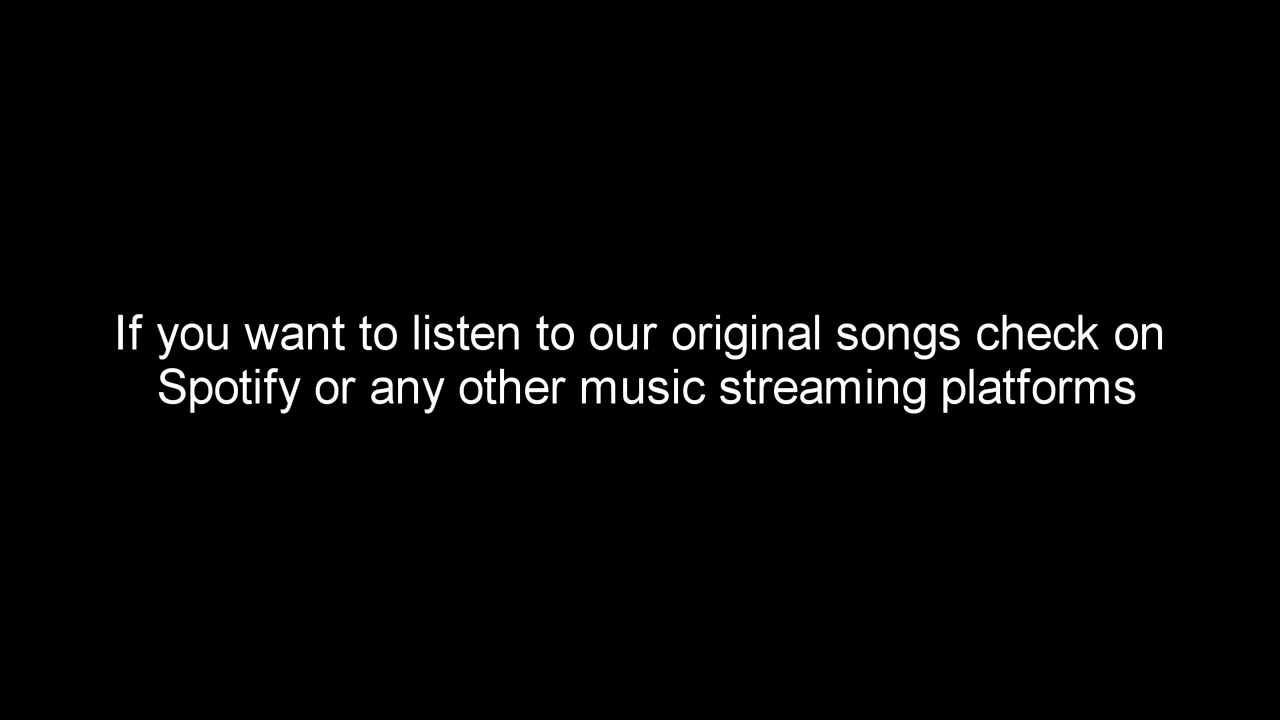 If you want to listen to our original songs check on
Spotify or any other music streaming platforms